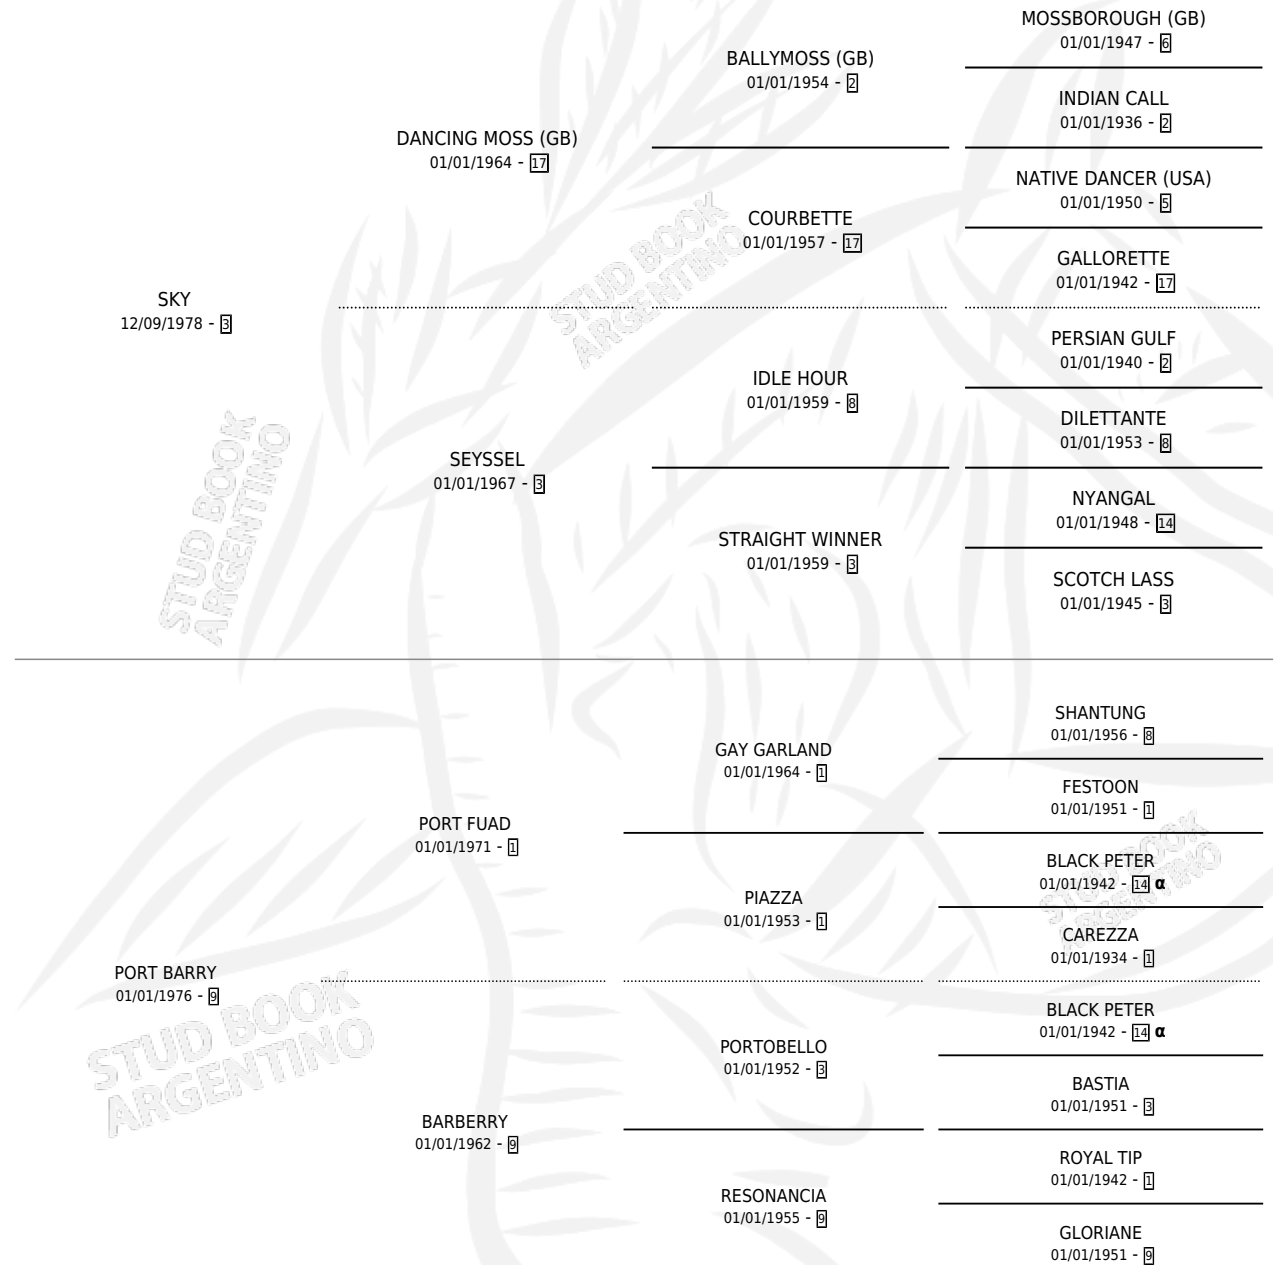 MOSSBOROUGH (GB)
01/01/1947 - 6
BALLYMOSS (GB)
01/01/1954 - 2
INDIAN CALL
01/01/1936 - 2
DANCING MOSS (GB)
01/01/1964 - 17
NATIVE DANCER (USA)
01/01/1950 - 5
COURBETTE
01/01/1957 - 17
GALLORETTE
01/01/1942 - 17
SKY
12/09/1978 - 3
PERSIAN GULF
01/01/1940 - 2
IDLE HOUR
01/01/1959 - 8
DILETTANTE
01/01/1953 - 8
SEYSSEL
01/01/1967 - 3
NYANGAL
01/01/1948 - 14
STRAIGHT WINNER
01/01/1959 - 3
SCOTCH LASS
01/01/1945 - 3
SHANTUNG
01/01/1956 - 8
GAY GARLAND
01/01/1964 - 1
FESTOON
01/01/1951 - 1
PORT FUAD
01/01/1971 - 1
BLACK PETER
01/01/1942 - 14 α
PIAZZA
01/01/1953 - 1
CAREZZA
01/01/1934 - 1
PORT BARRY
01/01/1976 - 9
BLACK PETER
01/01/1942 - 14 α
PORTOBELLO
01/01/1952 - 3
BASTIA
01/01/1951 - 3
BARBERRY
01/01/1962 - 9
ROYAL TIP
01/01/1942 - 1
RESONANCIA
01/01/1955 - 9
GLORIANE
01/01/1951 - 9
STUD BOOK
ARGENTINO
STUD BOOK
ARGENTINO
STUD BOOK
ARGENTINO
STUD BOOK
ARGENTINO